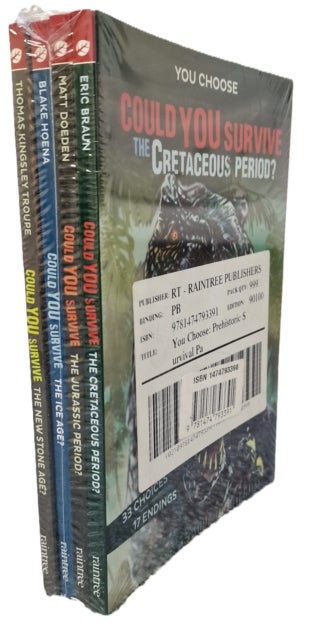 THOMAS KINGSLEY TROUPE
COULD YOU SURVIVE THE NEW STONE AGE?
raintree
BLAKE HOENA
COULD YOU SURVIVE THE ICE AGE?
raintree
MATT DOEDEN
COULD YOU SURVIVE THE JURASSIC PERIOD?
raintree
ERIC BRAUN
COULD YOU SURVIVE THE CRETACEOUS PERIOD?
raintree
YOU CHOOSE
COULD YOU SURVIVE
THE CRETACEOUS PERIOD?
PUBLISHER: RT - RAINTREE PUBLISHERS
BINDING: PB PACK QTY: 999
ISBN: 9781474793391 EDITION: 90100
TITLE: You Choose: Prehistoric S
urvival Pa
ISBN 1474793398
9 781474 793391
33 CHOICES
17 ENDINGS